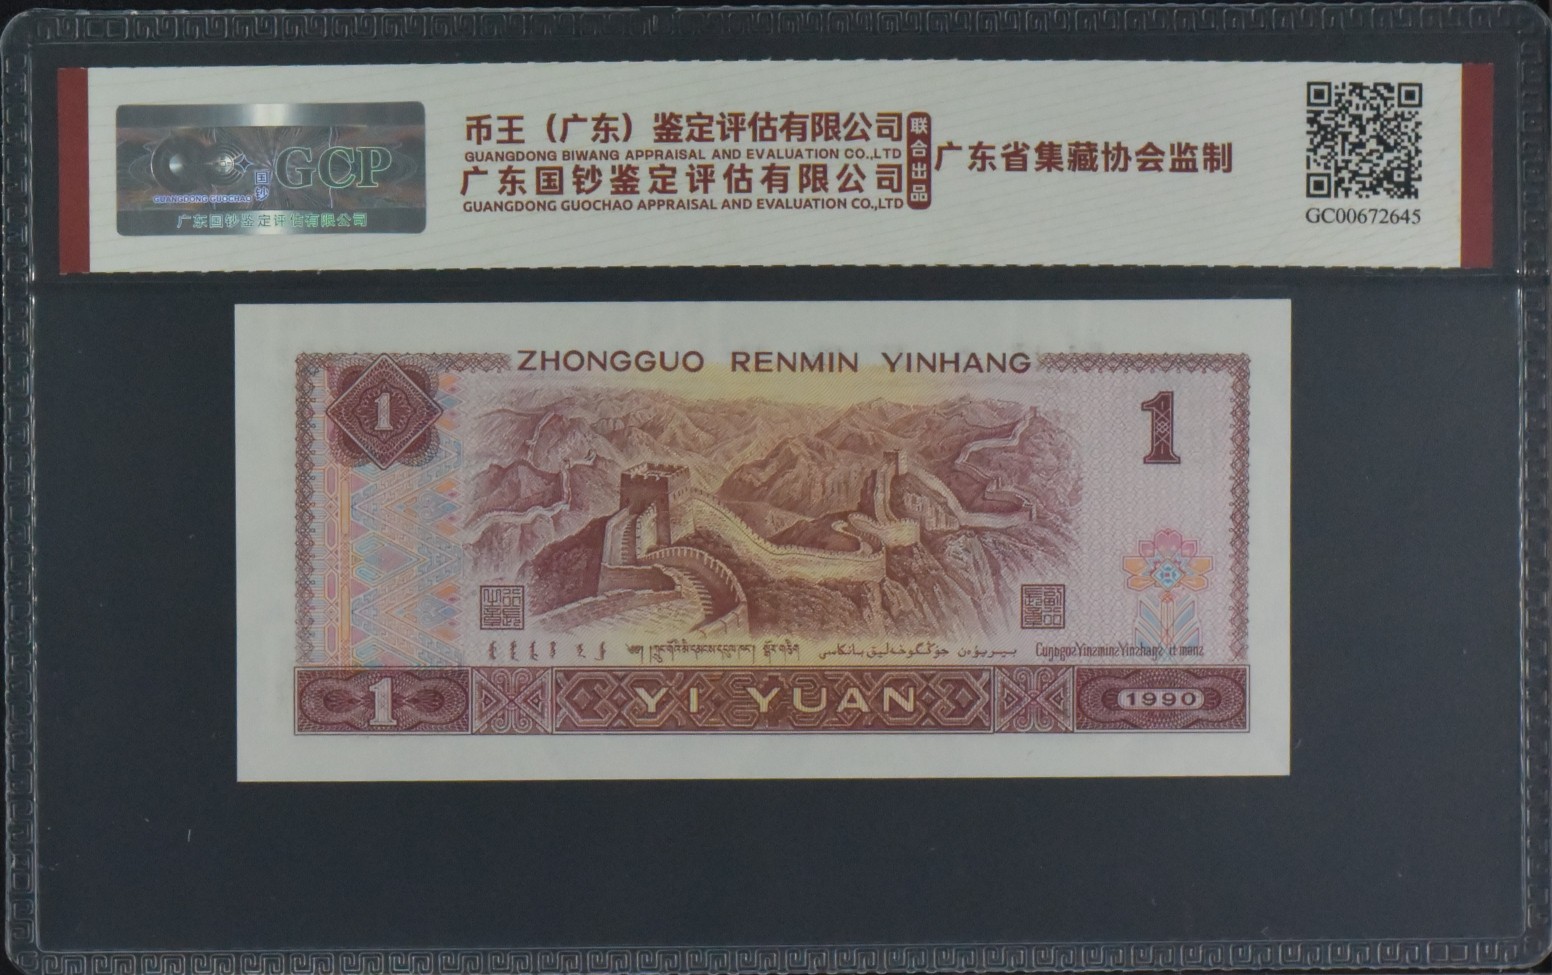 GCP
国钞
GUANGDONG GUOCHAO
广东国钞鉴定评估有限公司
币王（广东）鉴定评估有限公司
GUANGDONG BIWANG APPRAISAL AND EVALUATION CO.,LTD
广东国钞鉴定评估有限公司
GUANGDONG GUOCHAO APPRAISAL AND EVALUATION CO.,LTD
联合出品
广东省集藏协会监制
GC00672645
ZHONGGUO RENMIN YINHANG
1
1
YI YUAN
1
1990